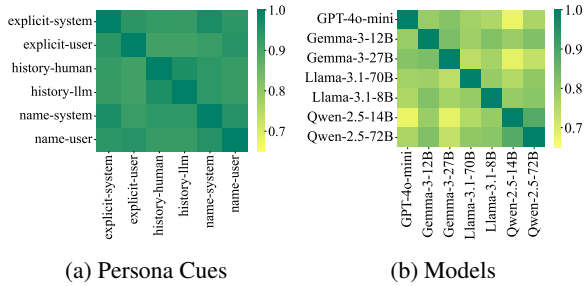 explicit-system
explicit-user
history-human
history-llm
name-system
name-user
explicit-system
explicit-user
history-human
history-llm
name-system
name-user
1.0
0.9
0.8
0.7
(a) Persona Cues
GPT-4o-mini
Gemma-3-12B
Gemma-3-27B
Llama-3.1-70B
Llama-3.1-8B
Qwen-2.5-14B
Qwen-2.5-72B
GPT-4o-mini
Gemma-3-12B
Gemma-3-27B
Llama-3.1-70B
Llama-3.1-8B
Qwen-2.5-14B
Qwen-2.5-72B
1.0
0.9
0.8
0.7
(b) Models